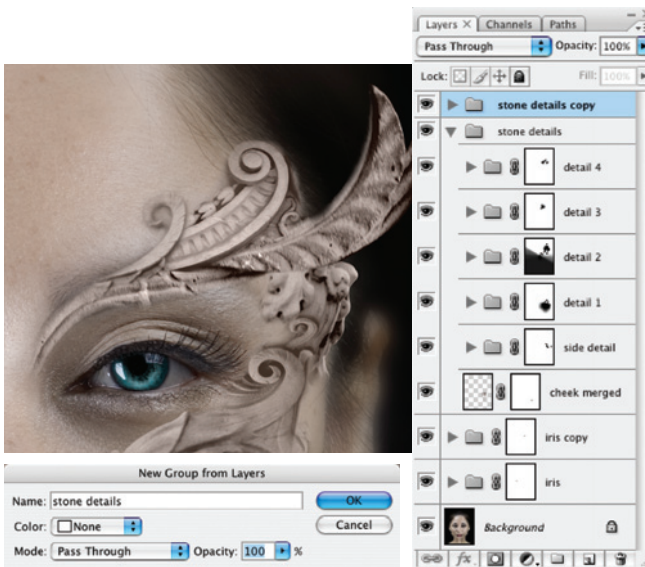 Layers × Channels Paths
Pass Through Opacity: 100%
Lock: Fill: 100%
stone details copy
stone details
detail 4
detail 3
detail 2
detail 1
side detail
cheek merged
iris copy
iris
Background
fx.
New Group from Layers
Name: stone details OK
Color: None Cancel
Mode: Pass Through Opacity: 100 %